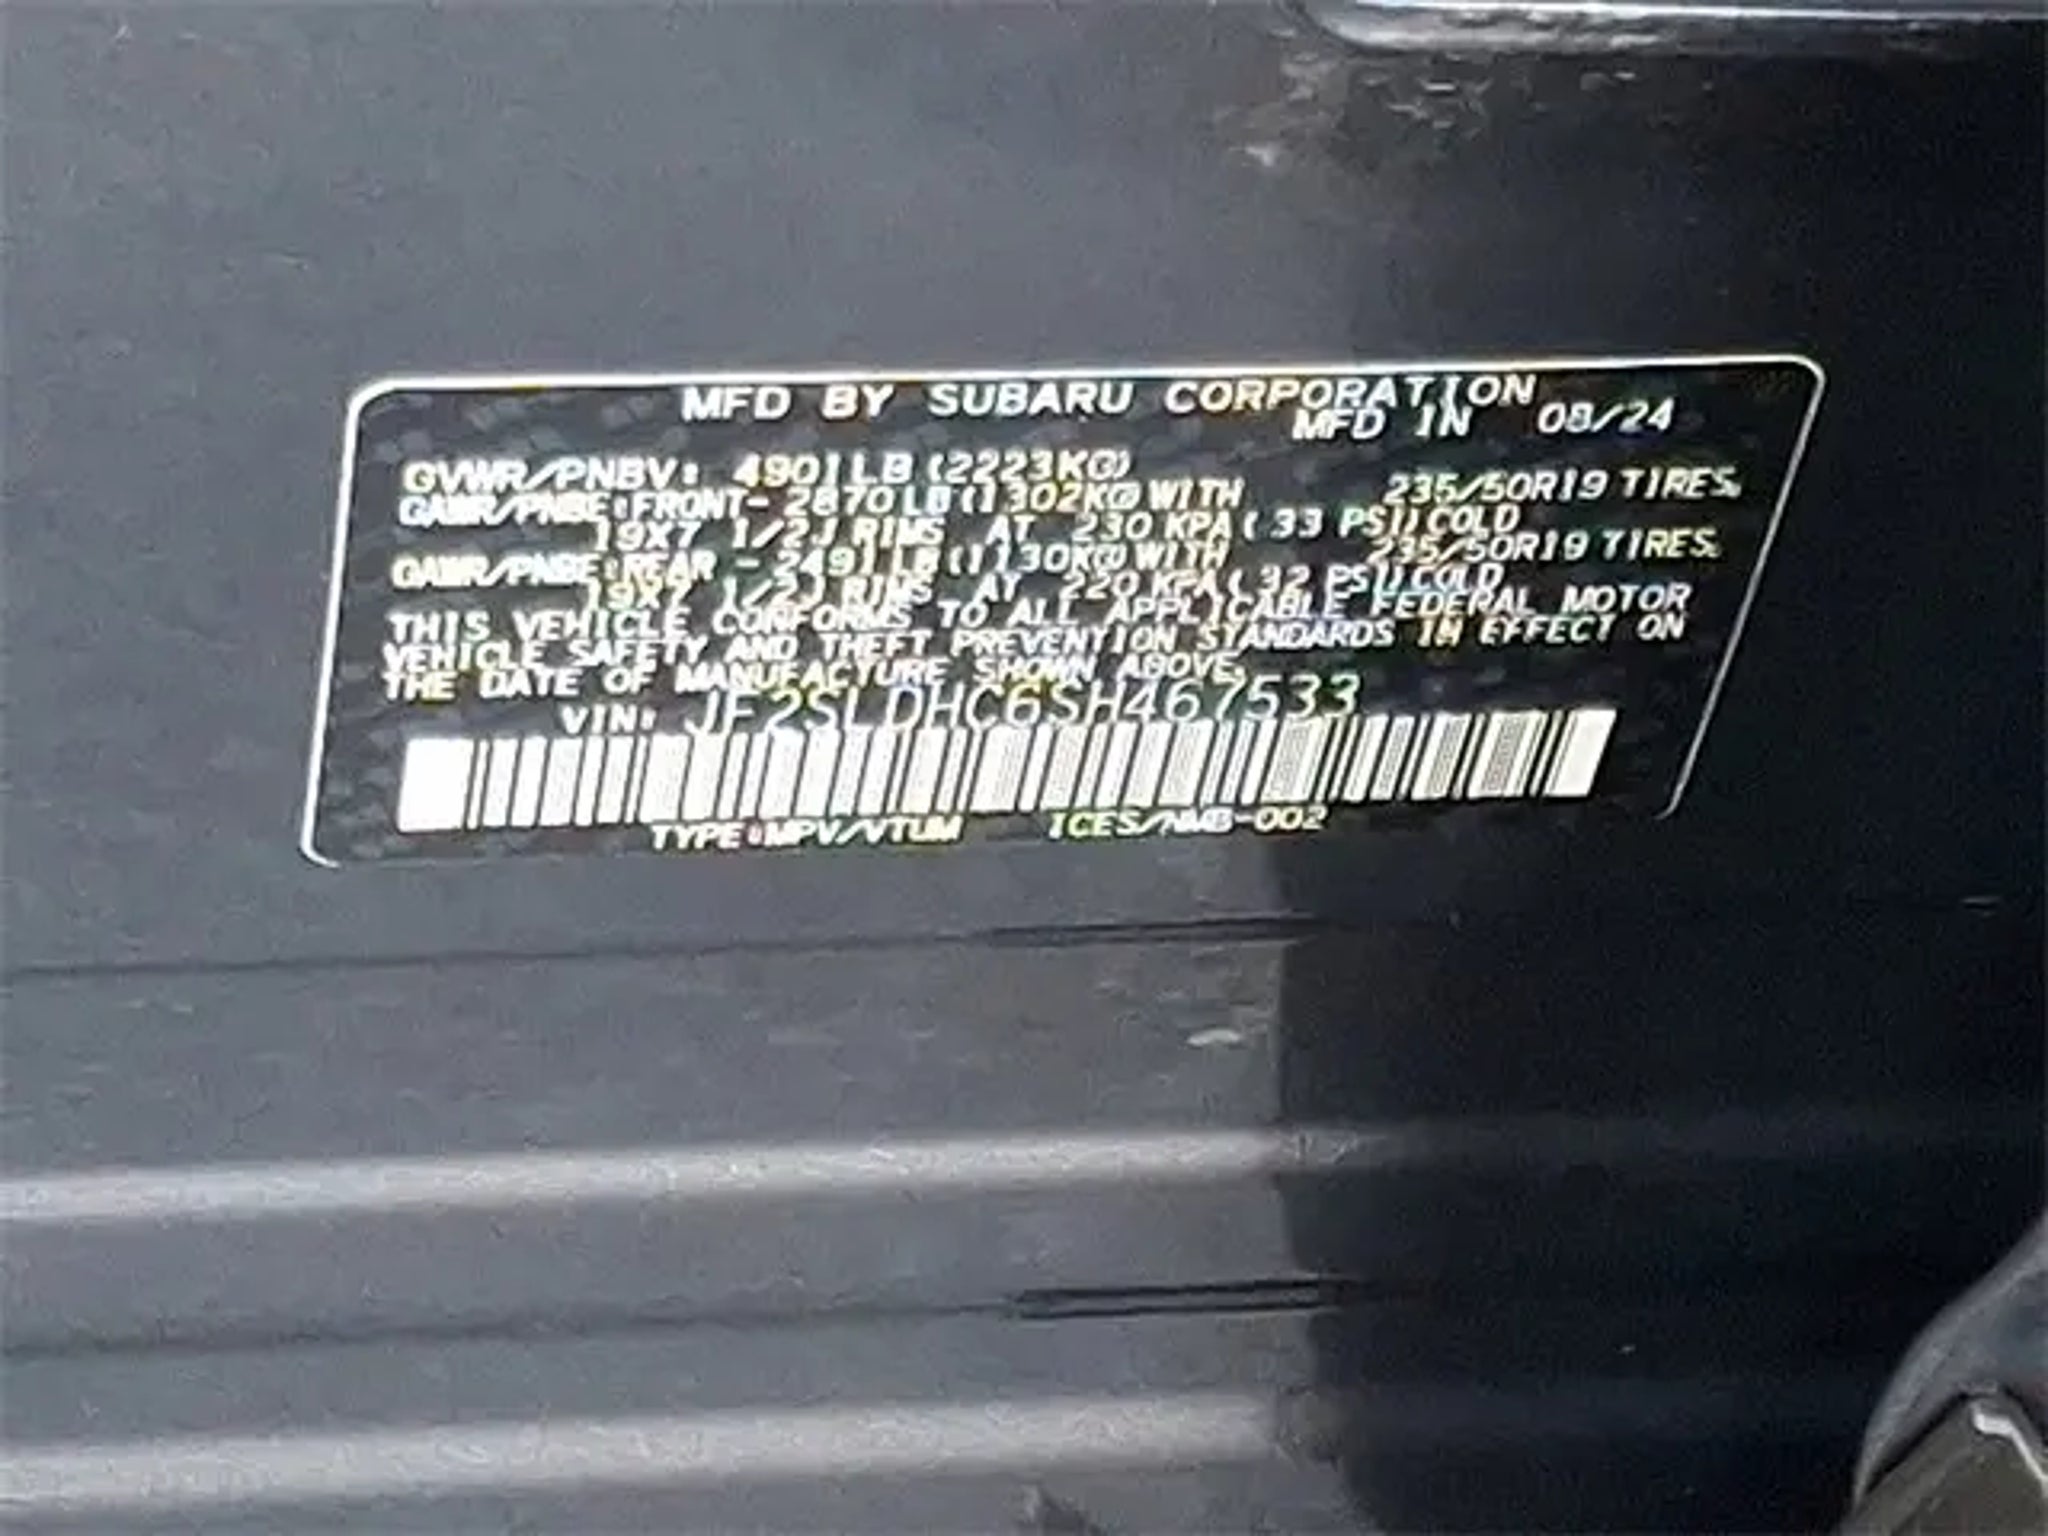 MFD BY SUBARU CORPORATION
MFD IN 08/24
GVWR/PNBV: 4901LB (2223KG)
GAWR/PNBE:FRONT- 2870LB (1302KG) WITH 235/50R19 TIRES,
19X7 1/2J RIMS AT 230 KPA ( 33 PSI) COLD
GAWR/PNBE:REAR - 2491LB (1130KG) WITH 235/50R19 TIRES,
19X7 1/2J RIMS AT 220 KPA ( 32 PSI) COLD
THIS VEHICLE CONFORMS TO ALL APPLICABLE FEDERAL MOTOR
VEHICLE SAFETY AND THEFT PREVENTION STANDARDS IN EFFECT ON
THE DATE OF MANUFACTURE SHOWN ABOVE.
VIN: JF2SLDHC6SH467533
TYPE:MPV/VTUM ICES/NMB-002